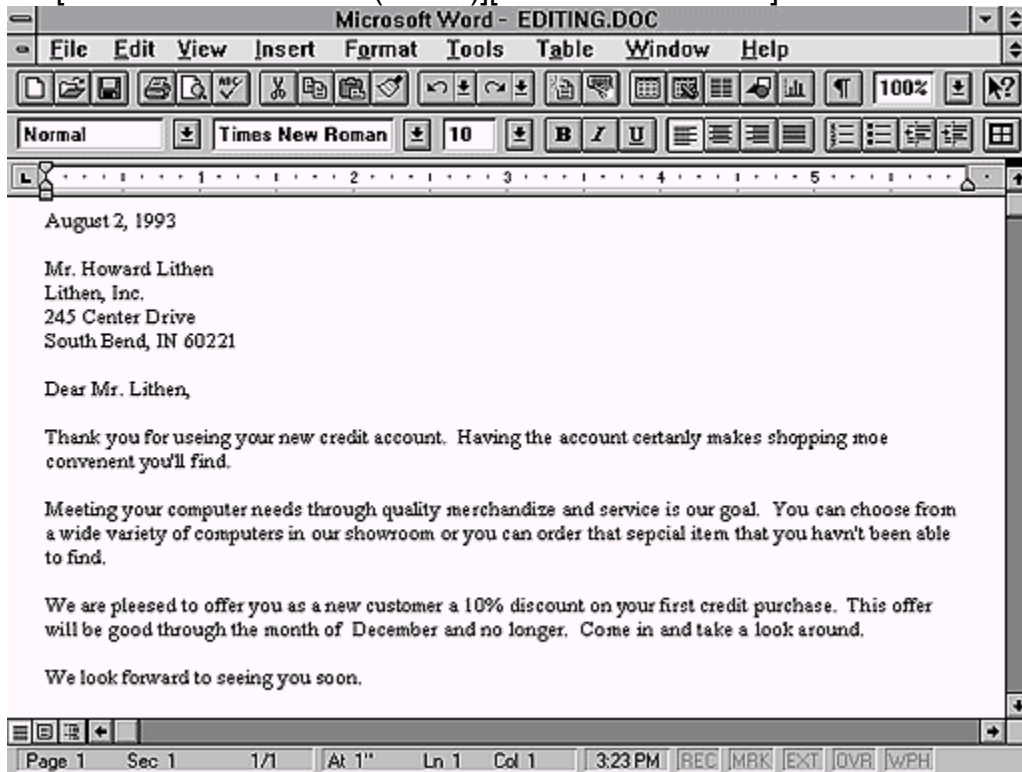 Microsoft Word - EDITING.DOC
File Edit View Insert Format Tools Table Window Help
100%
Normal Times New Roman 10 B I U
1 2 3 4 5
August 2, 1993
Mr. Howard Lithen
Lithen, Inc.
245 Center Drive
South Bend, IN 60221
Dear Mr. Lithen,
Thank you for useing your new credit account. Having the account certanly makes shopping moe
convenent you'll find.
Meeting your computer needs through quality merchandize and service is our goal. You can choose from
a wide variety of computers in our showroom or you can order that sepcial item that you havn't been able
to find.
We are pleesed to offer you as a new customer a 10% discount on your first credit purchase. This offer
will be good through the month of December and no longer. Come in and take a look around.
We look forward to seeing you soon.
Page 1 Sec 1 1/1 At 1" Ln 1 Col 1 3:23 PM REC MRK EXT OVR WPH